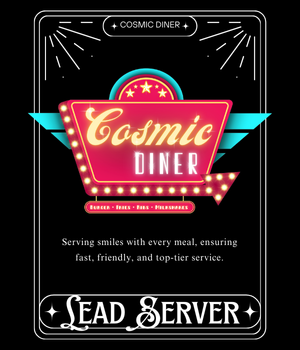 COSMIC DINER
Cosmic
DINER
Burger • Fries • Ribs • Milkshakes
Serving smiles with every meal, ensuring
fast, friendly, and top-tier service.
Lead Server